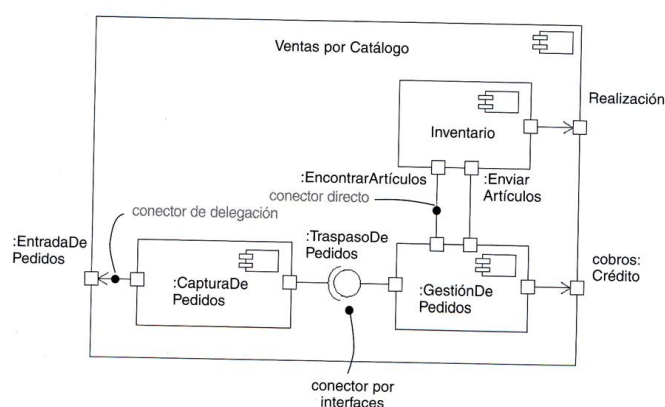 Ventas por Catálogo
Realización
Inventario
:EncontrarArtículos
:Enviar
Artículos
conector directo
conector de delegación
:EntradaDe
Pedidos
:TraspasoDe
Pedidos
:CapturaDe
Pedidos
:GestiónDe
Pedidos
cobros:
Crédito
conector por
interfaces